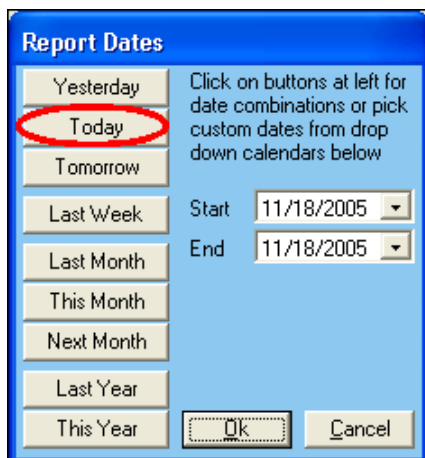 Report Dates
Yesterday
Today
Tomorrow
Last Week
Last Month
This Month
Next Month
Last Year
This Year
Click on buttons at left for
date combinations or pick
custom dates from drop
down calendars below
Start 11/18/2005
End 11/18/2005
Ok Cancel